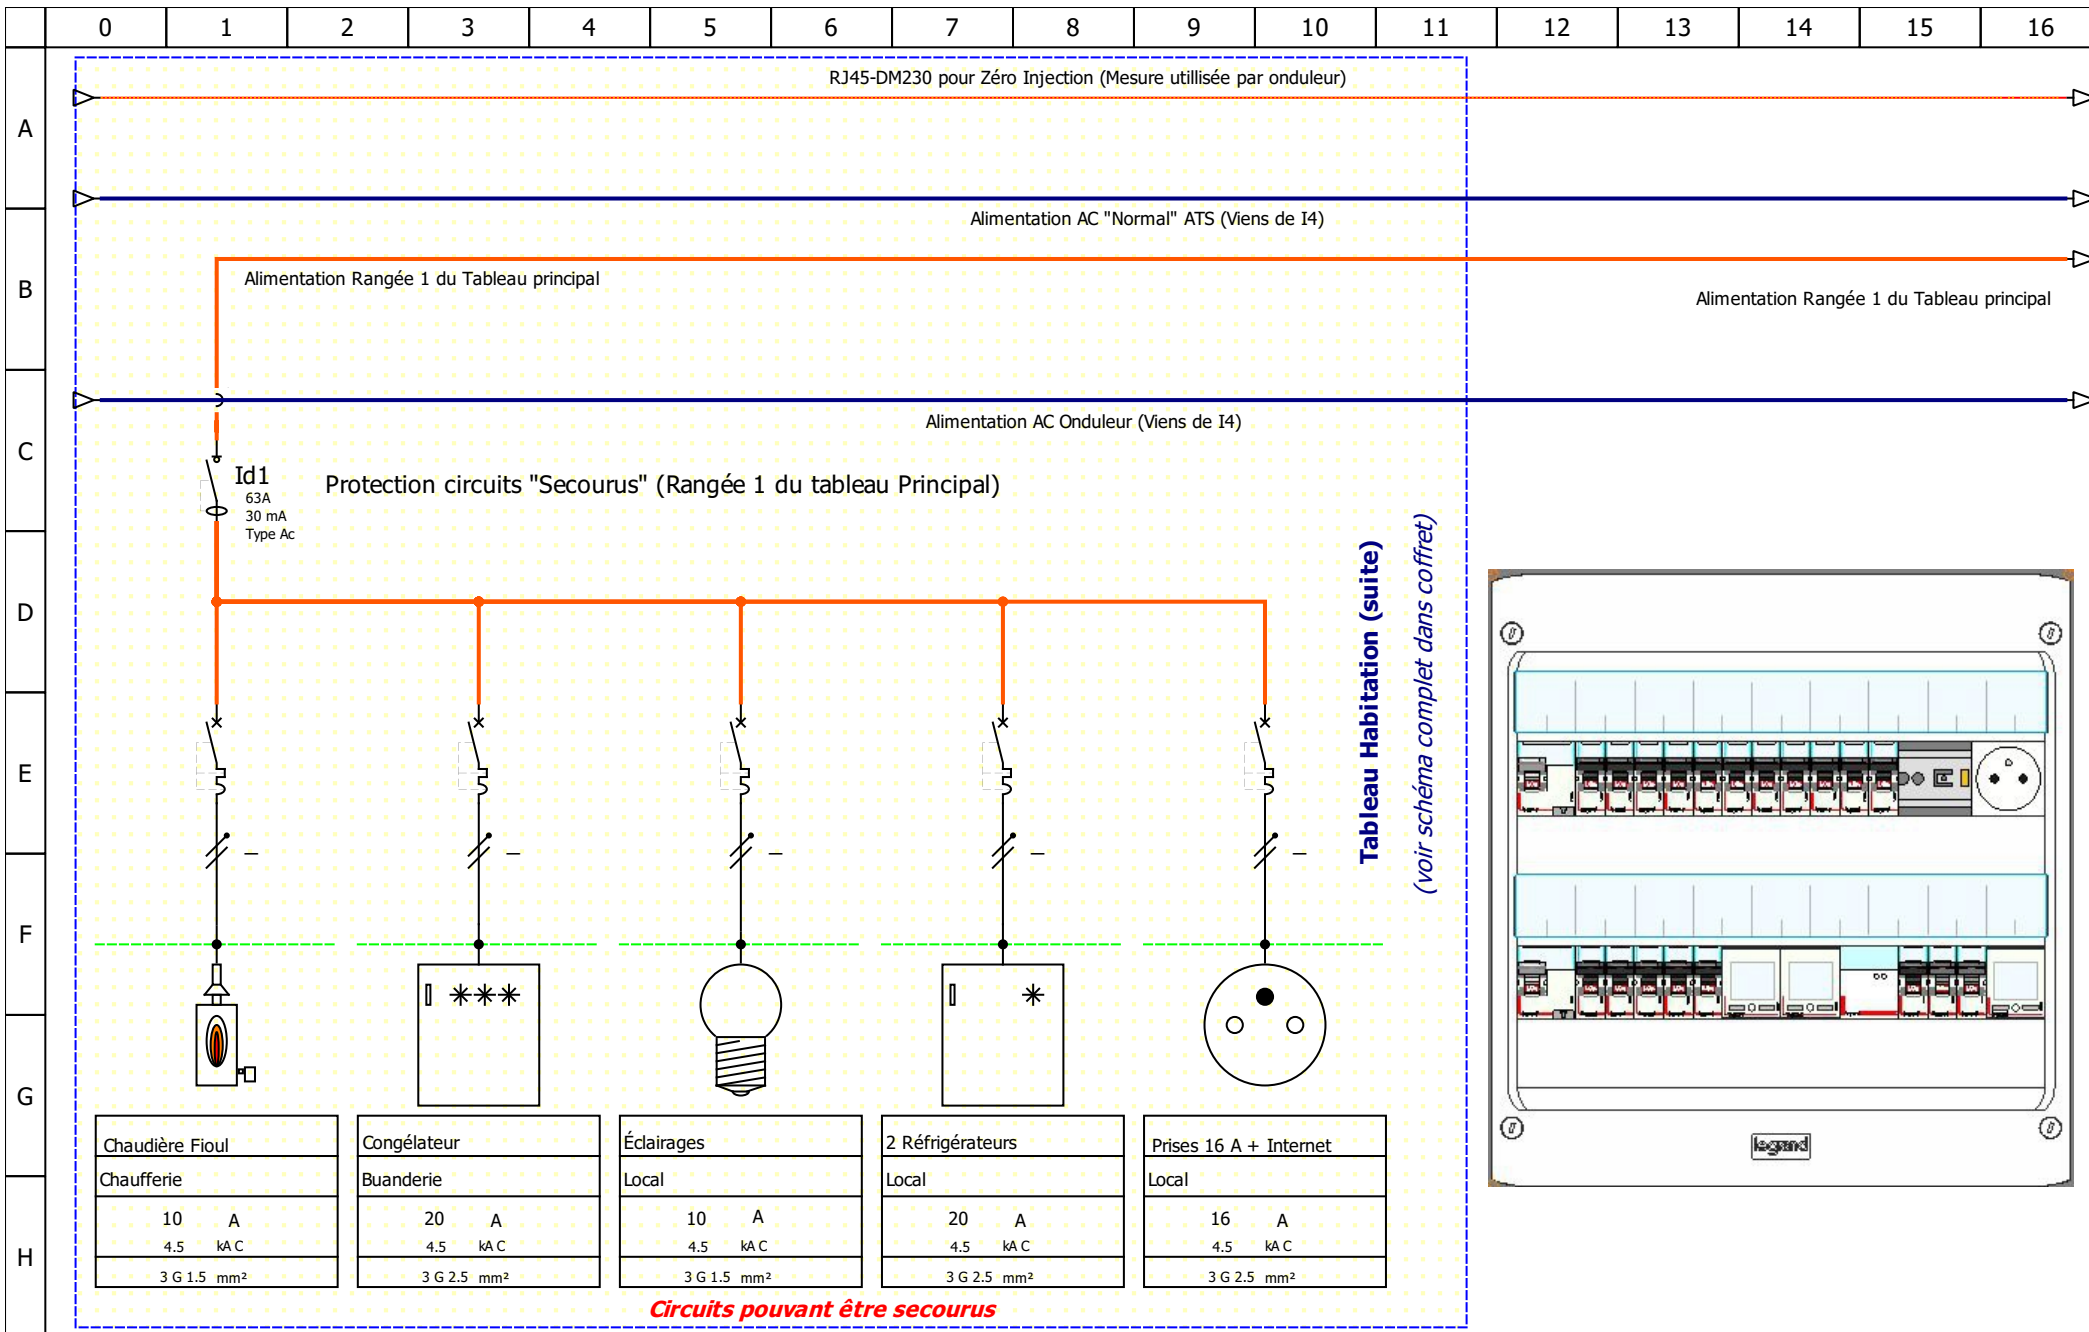 0 1 2 3 4 5 6 7 8 9 10 11 12 13 14 15 16
A
B
C
D
E
F
G
H
RJ45-DM230 pour Zéro Injection (Mesure utillisée par onduleur)
Alimentation AC "Normal" ATS (Viens de I4)
Alimentation Rangée 1 du Tableau principal
Alimentation Rangée 1 du Tableau principal
Alimentation AC Onduleur (Viens de I4)
Id1
63A
30 mA
Type Ac
Protection circuits "Secourus" (Rangée 1 du tableau Principal)
Tableau Habitation (suite)
(voir schéma complet dans coffret)
Chaudière Fioul
Chaufferie
10 A
4.5 kA C
3 G 1.5 mm²
Congélateur
Buanderie
20 A
4.5 kA C
3 G 2.5 mm²
Éclairages
Local
10 A
4.5 kA C
3 G 1.5 mm²
2 Réfrigérateurs
Local
20 A
4.5 kA C
3 G 2.5 mm²
Prises 16 A + Internet
Local
16 A
4.5 kA C
3 G 2.5 mm²
Circuits pouvant être secourus
legrand